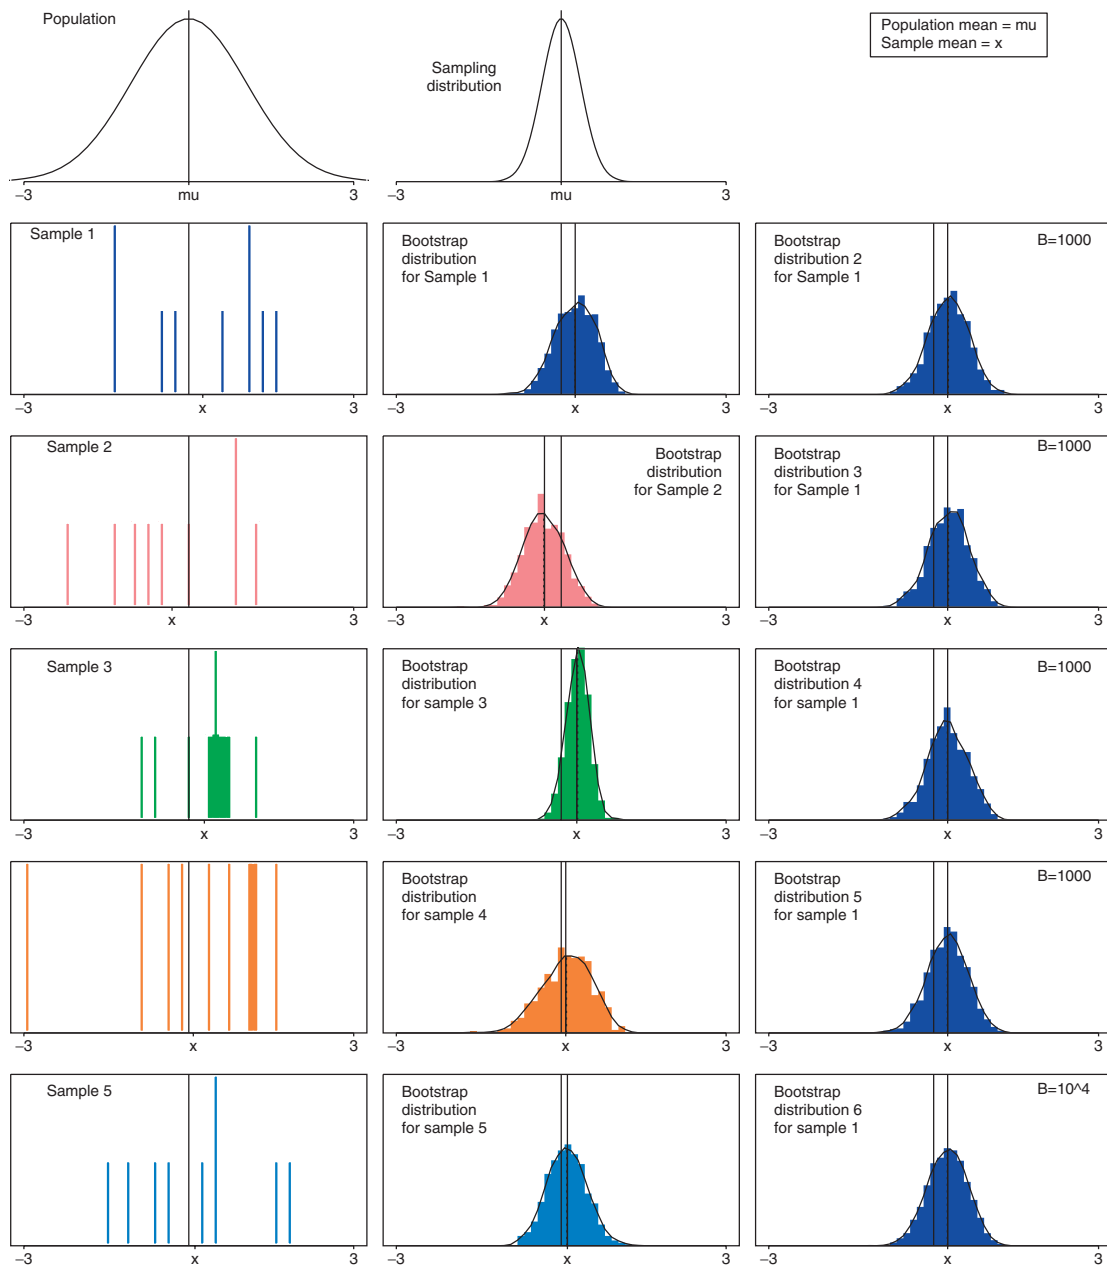 Population
Sampling
distribution
Population mean = mu
Sample mean = x
–3
mu
3
–3
mu
3
Sample 1
–3
x
3
Bootstrap
distribution
for Sample 1
–3
x
3
Bootstrap
distribution 2
for Sample 1
B=1000
–3
x
3
Sample 2
–3
x
3
Bootstrap
distribution
for Sample 2
–3
x
3
Bootstrap
distribution 3
for Sample 1
B=1000
–3
x
3
Sample 3
–3
x
3
Bootstrap
distribution
for sample 3
–3
x
3
Bootstrap
distribution 4
for sample 1
B=1000
–3
x
3
–3
x
3
Bootstrap
distribution
for sample 4
–3
x
3
Bootstrap
distribution 5
for sample 1
B=1000
–3
x
3
Sample 5
–3
x
3
Bootstrap
distribution
for sample 5
–3
x
3
Bootstrap
distribution 6
for sample 1
B=10^4
–3
x
3